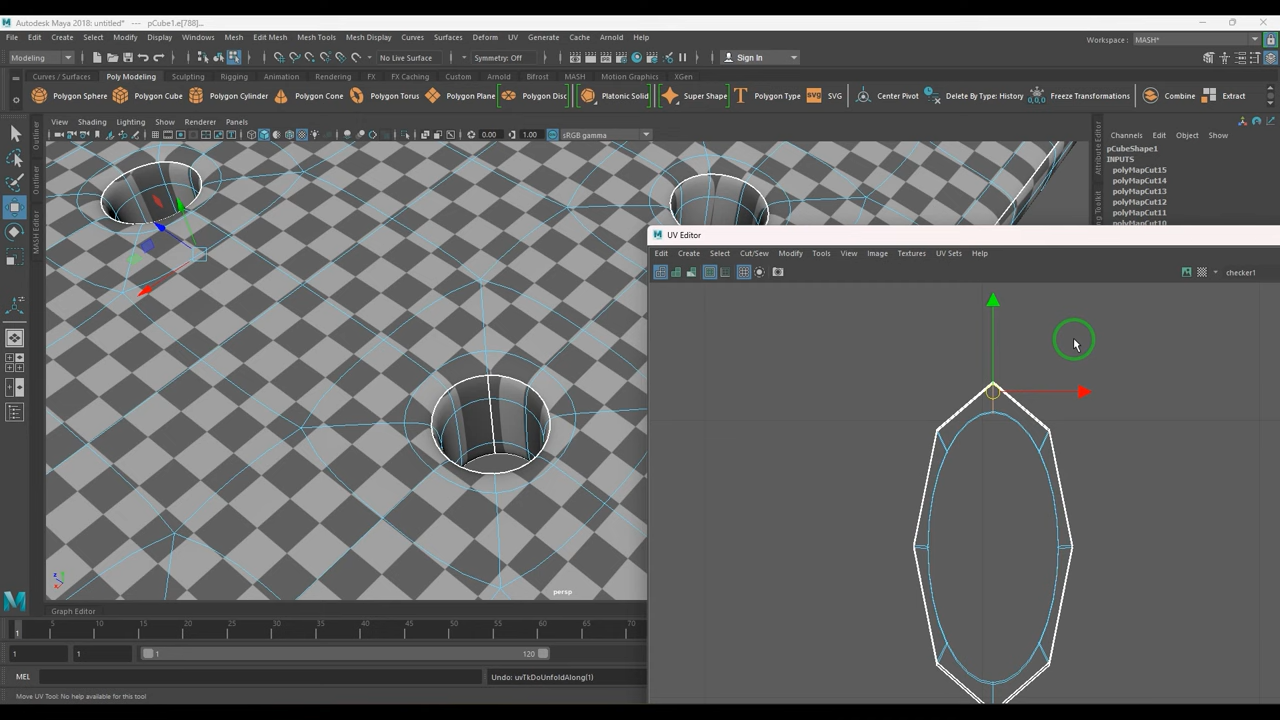 Autodesk Maya 2018: untitled* --- pCube1.e[788]...
File Edit Create Select Modify Display Windows Mesh Edit Mesh Mesh Tools Mesh Display Curves Surfaces Deform UV Generate Cache Arnold Help
Workspace : MASH*
Modeling
No Live Surface
Symmetry: Off
Sign In
Curves / Surfaces Poly Modeling Sculpting Rigging Animation Rendering FX FX Caching Custom Arnold Bifrost MASH Motion Graphics XGen
Polygon Sphere Polygon Cube Polygon Cylinder Polygon Cone Polygon Torus Polygon Plane Polygon Disc Platonic Solid Super Shape Polygon Type SVG SVG Center Pivot Delete By Type: History Freeze Transformations Combine Extract
View Shading Lighting Show Renderer Panels
0.00 1.00 sRGB gamma
Outliner
Outliner
MASH Editor
Attribute Editor
Channels Edit Object Show
pCubeShape1
INPUTS
polyMapCut15
polyMapCut14
polyMapCut13
polyMapCut12
polyMapCut11
polyMapCut10
UV Editor
Edit Create Select Cut/Sew Modify Tools View Image Textures UV Sets Help
checker1
persp
Graph Editor
1 5 10 15 20 25 30 35 40 45 50 55 60 65 70
1 1 1 120
MEL
Undo: uvTkDoUnfoldAlong(1)
Move UV Tool: No help available for this tool